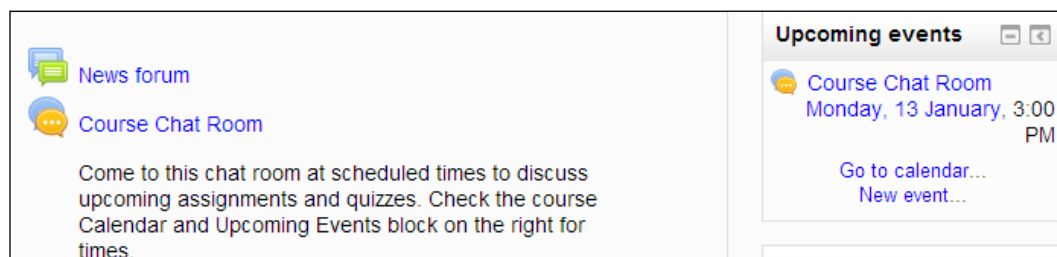 News forum
Course Chat Room
Come to this chat room at scheduled times to discuss
upcoming assignments and quizzes. Check the course
Calendar and Upcoming Events block on the right for
times.
Upcoming events
Course Chat Room
Monday, 13 January, 3:00
PM
Go to calendar...
New event...